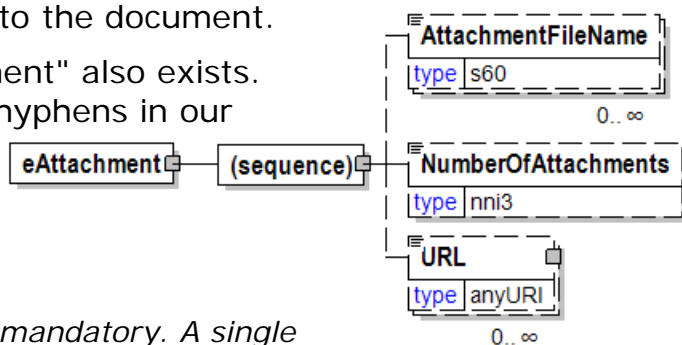 to the document.
ment" also exists.
hyphens in our
AttachmentFileName
type s60
0..∞
eAttachment
(sequence)
NumberOfAttachments
type nni3
URL
type anyURI
0..∞
mandatory. A single